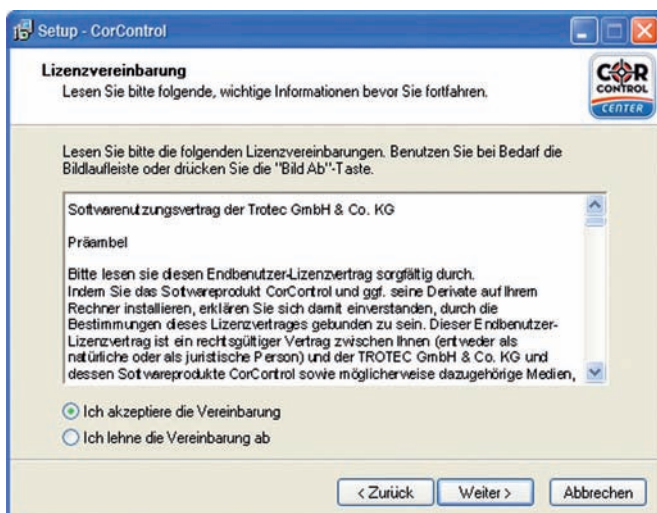 Setup - CorControl
Lizenzvereinbarung
Lesen Sie bitte folgende, wichtige Informationen bevor Sie fortfahren.
COR
CONTROL
CENTER
Lesen Sie bitte die folgenden Lizenzvereinbarungen. Benutzen Sie bei Bedarf die
Bildlaufleiste oder drücken Sie die "Bild Ab"-Taste.
Softwarenutzungsvertrag der Trotec GmbH & Co. KG
Präambel
Bitte lesen sie diesen Endbenutzer-Lizenzvertrag sorgfältig durch.
Indem Sie das Sotwareprodukt CorControl und ggf. seine Derivate auf Ihrem
Rechner installieren, erklären Sie sich damit einverstanden, durch die
Bestimmungen dieses Lizenzvertrages gebunden zu sein. Dieser Endbenutzer-
Lizenzvertrag ist ein rechtsgültiger Vertrag zwischen Ihnen (entweder als
natürliche oder als juristische Person) und der TROTEC GmbH & Co. KG und
dessen Sotwareprodukte CorControl sowie möglicherweise dazugehörige Medien,
Ich akzeptiere die Vereinbarung
Ich lehne die Vereinbarung ab
< Zurück
Weiter >
Abbrechen